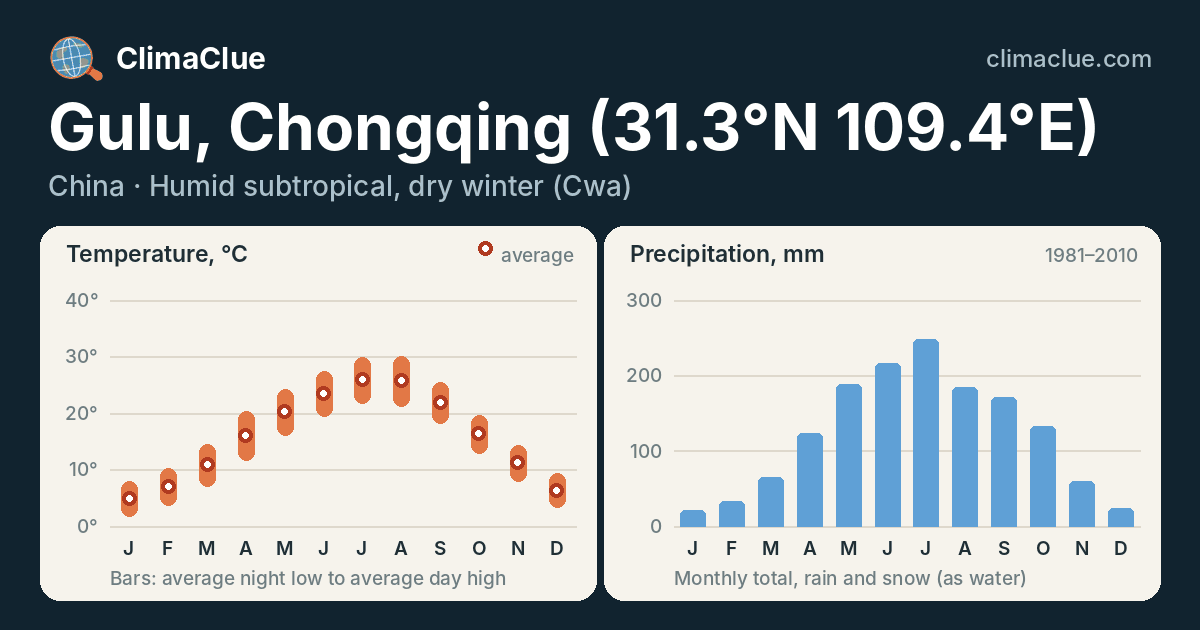 ClimaClue
climaclue.com
Gulu, Chongqing (31.3°N 109.4°E)
China · Humid subtropical, dry winter (Cwa)
Temperature, °C
average
40°
30°
20°
10°
0°
J F M A M J J A S O N D
Bars: average night low to average day high
Precipitation, mm
1981–2010
300
200
100
0
J F M A M J J A S O N D
Monthly total, rain and snow (as water)